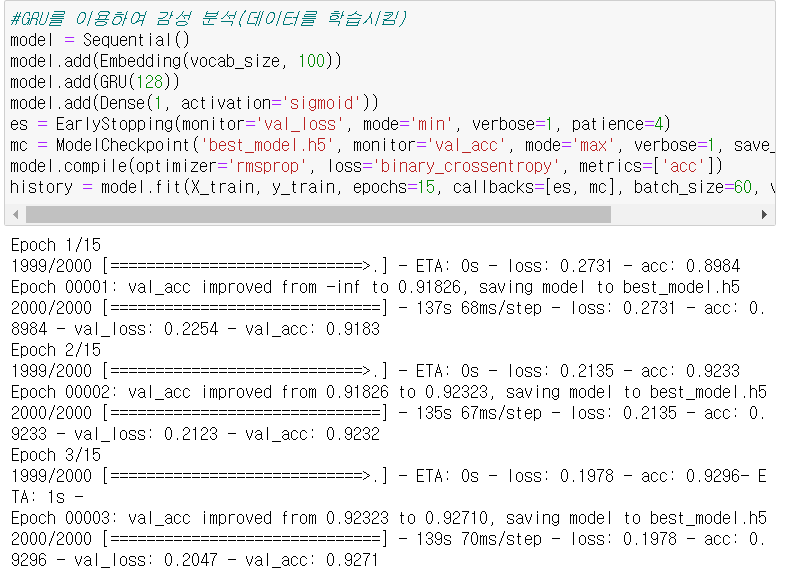 #GRU를 이용하여 감성 분석(데이터를 학습시킴)
model = Sequential()
model.add(Embedding(vocab_size, 100))
model.add(GRU(128))
model.add(Dense(1, activation='sigmoid'))
es = EarlyStopping(monitor='val_loss', mode='min', verbose=1, patience=4)
mc = ModelCheckpoint('best_model.h5', monitor='val_acc', mode='max', verbose=1, save_
model.compile(optimizer='rmsprop', loss='binary_crossentropy', metrics=['acc'])
history = model.fit(X_train, y_train, epochs=15, callbacks=[es, mc], batch_size=60, v
Epoch 1/15
1999/2000 [============================>.] - ETA: 0s - loss: 0.2731 - acc: 0.8984
Epoch 00001: val_acc improved from -inf to 0.91826, saving model to best_model.h5
2000/2000 [==============================] - 137s 68ms/step - loss: 0.2731 - acc: 0.
8984 - val_loss: 0.2254 - val_acc: 0.9183
Epoch 2/15
1999/2000 [============================>.] - ETA: 0s - loss: 0.2135 - acc: 0.9233
Epoch 00002: val_acc improved from 0.91826 to 0.92323, saving model to best_model.h5
2000/2000 [==============================] - 135s 67ms/step - loss: 0.2135 - acc: 0.
9233 - val_loss: 0.2123 - val_acc: 0.9232
Epoch 3/15
1999/2000 [============================>.] - ETA: 0s - loss: 0.1978 - acc: 0.9296- E
TA: 1s -
Epoch 00003: val_acc improved from 0.92323 to 0.92710, saving model to best_model.h5
2000/2000 [==============================] - 139s 70ms/step - loss: 0.1978 - acc: 0.
9296 - val_loss: 0.2047 - val_acc: 0.9271